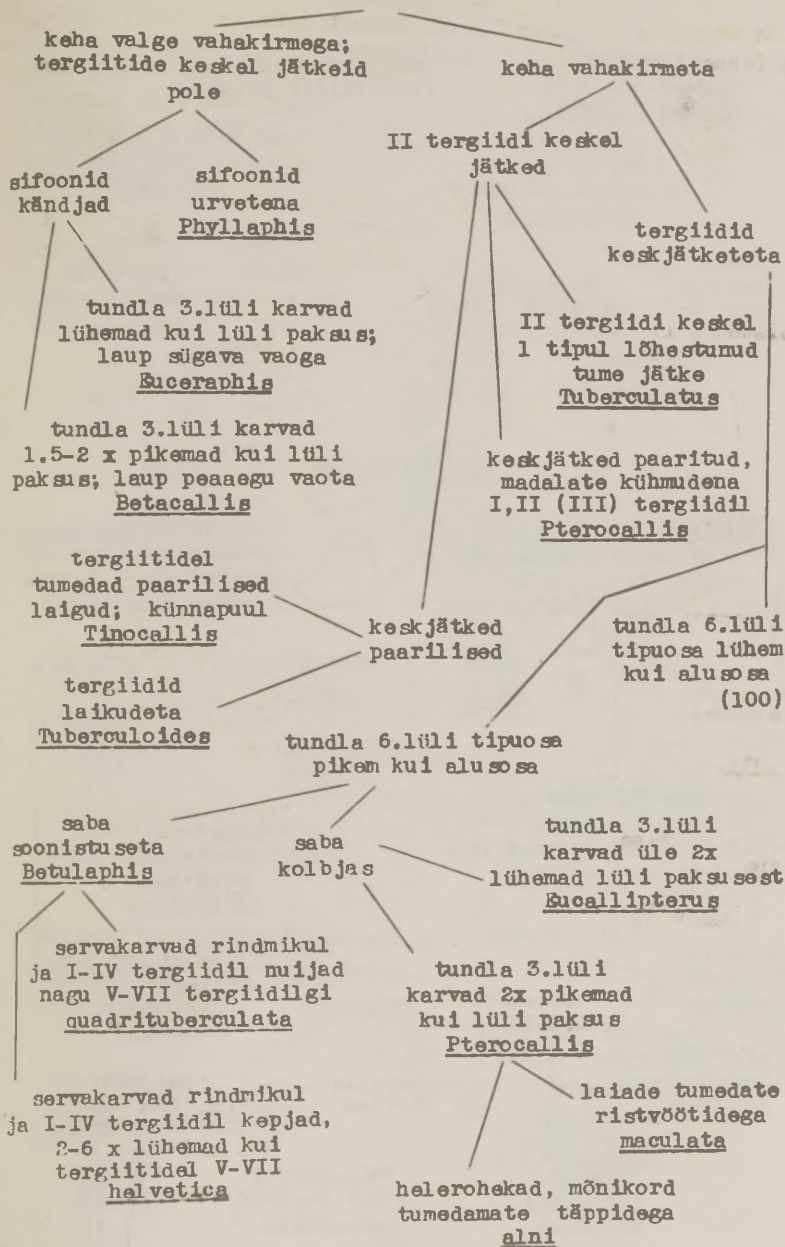 keha valge vahakirmega;
tergiitide keskel jätkeid
pole
keha vahakirmeta
II tergiidi keskel
jätked
sifoonid
kändjad
sifoonid
urvetena
Phyllaphis
tergiidid
keskjätketeta
tundla 3.lüli karvad
lühemad kui lüli paksus;
laup sügava vaoga
Euceraphis
II tergiidi keskel
1 tipul lõhestunud
tume jätke
Tuberculatus
tundla 3.lüli karvad
1.5-2 x pikemad kui lüli
paksus; laup peaaegu vaota
Betacallis
keskjätked paaritud,
madalate kühmudena
I,II (III) tergiidil
Pterocallis
tergiitidel
tumedad paarilised
laigud; künnapuul
Tinocallis
keskjätked
paarilised
tundla 6.lüli
tipuosa lühem
kui alusosa
(100)
tergiidid
laikudeta
Tuberculoides
tundla 6.lüli tipuosa
pikem kui alusosa
saba
soonistuseta
Betulaphis
saba
kolbjas
tundla 3.lüli
karvad üle 2x
lühemad lüli paksusest
Eucallipterus
servakarvad rindmikul
ja I-IV tergiidil nuijad
nagu V-VII tergiidilgi
quadrituberculata
tundla 3.lüli
karvad 2x pikemad
kui lüli paksus
Pterocallis
servakarvad rindmikul
ja I-IV tergiidil kepjad,
2-6 x lühemad kui
tergiitidel V-VII
helvetica
laiade tumedate
ristvöötidega
maculata
helerohekad, mõnikord
tumedamate täppidega
alni